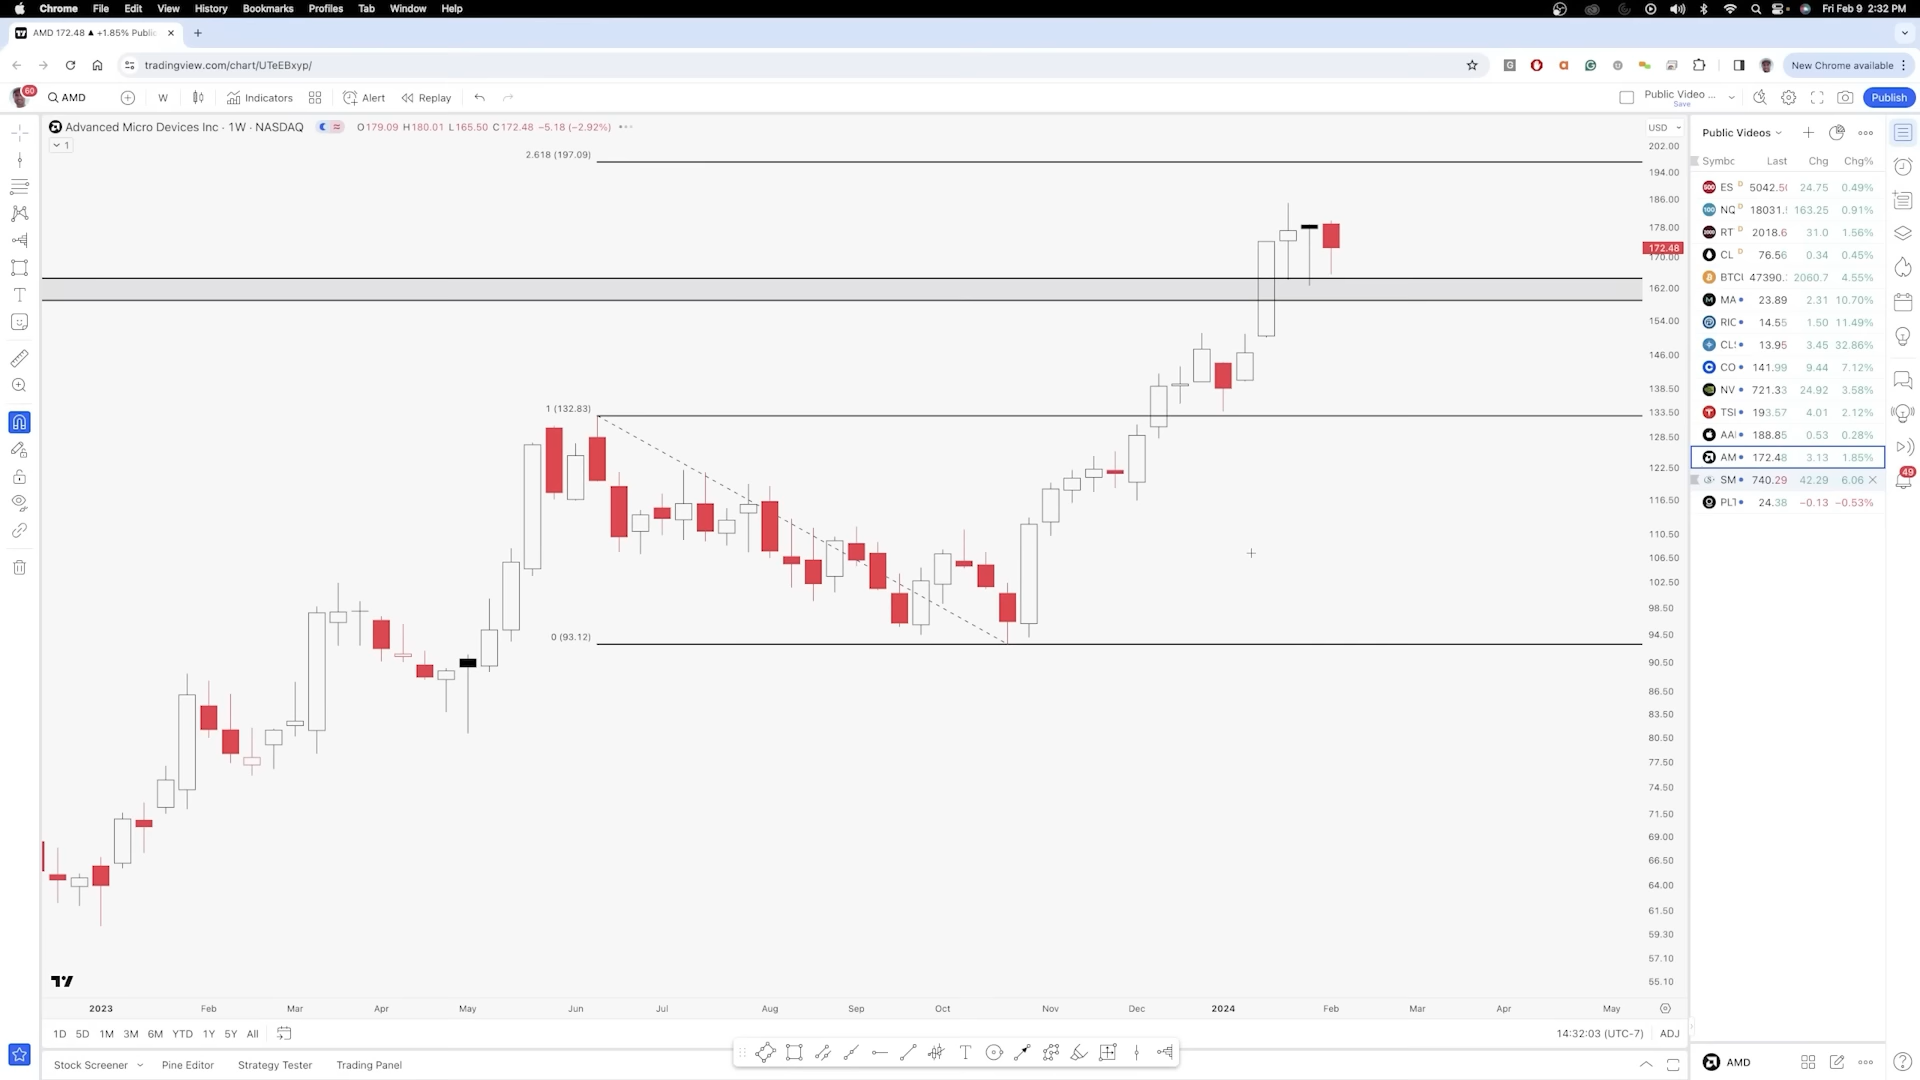 Chrome File Edit View History Bookmarks Profiles Tab Window Help Fri Feb 9 2:32 PM
AMD 172.48 ▲ +1.85% Public
tradingview.com/chart/UTeEBxyp/ New Chrome available
60 AMD W Indicators Alert Replay Public Video ... Save Publish
Advanced Micro Devices Inc · 1W · NASDAQ O179.09 H180.01 L165.50 C172.48 −5.18 (−2.92%) USD
1
2.618 (197.09)
1 (132.83)
0 (93.12)
202.00
194.00
186.00
178.00
172.48
170.00
162.00
154.00
146.00
138.50
133.50
128.50
122.50
116.50
110.50
106.50
102.50
98.50
94.50
90.50
86.50
83.50
80.50
77.50
74.50
71.50
69.00
66.50
64.00
61.50
59.30
57.10
55.10
2023 Feb Mar Apr May Jun Jul Aug Sep Oct Nov Dec 2024 Feb Mar Apr May
1D 5D 1M 3M 6M YTD 1Y 5Y All 14:32:03 (UTC-7) ADJ
Stock Screener Pine Editor Strategy Tester Trading Panel
Public Videos
Symbc Last Chg Chg%
ES D 5042.50 24.75 0.49%
NQ D 18031. 163.25 0.91%
RT D 2018.6 31.0 1.56%
CL D 76.56 0.34 0.45%
BTC 47390. 2060.7 4.55%
MA 23.89 2.31 10.70%
RIC 14.55 1.50 11.49%
CL 13.95 3.45 32.86%
CO 141.99 9.44 7.12%
NV 721.33 24.92 3.58%
TS 193.57 4.01 2.12%
AA 188.85 0.53 0.28%
AM 172.48 3.13 1.85%
SM 740.29 42.29 6.06
PL 24.38 −0.13 −0.53%
49
AMD